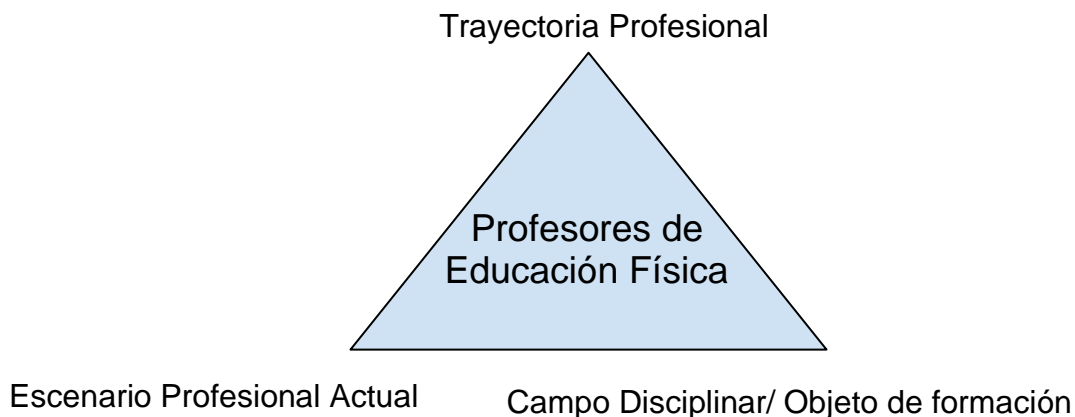 Trayectoria Profesional
Profesores de
Educación Física
Escenario Profesional Actual
Campo Disciplinar/ Objeto de formación